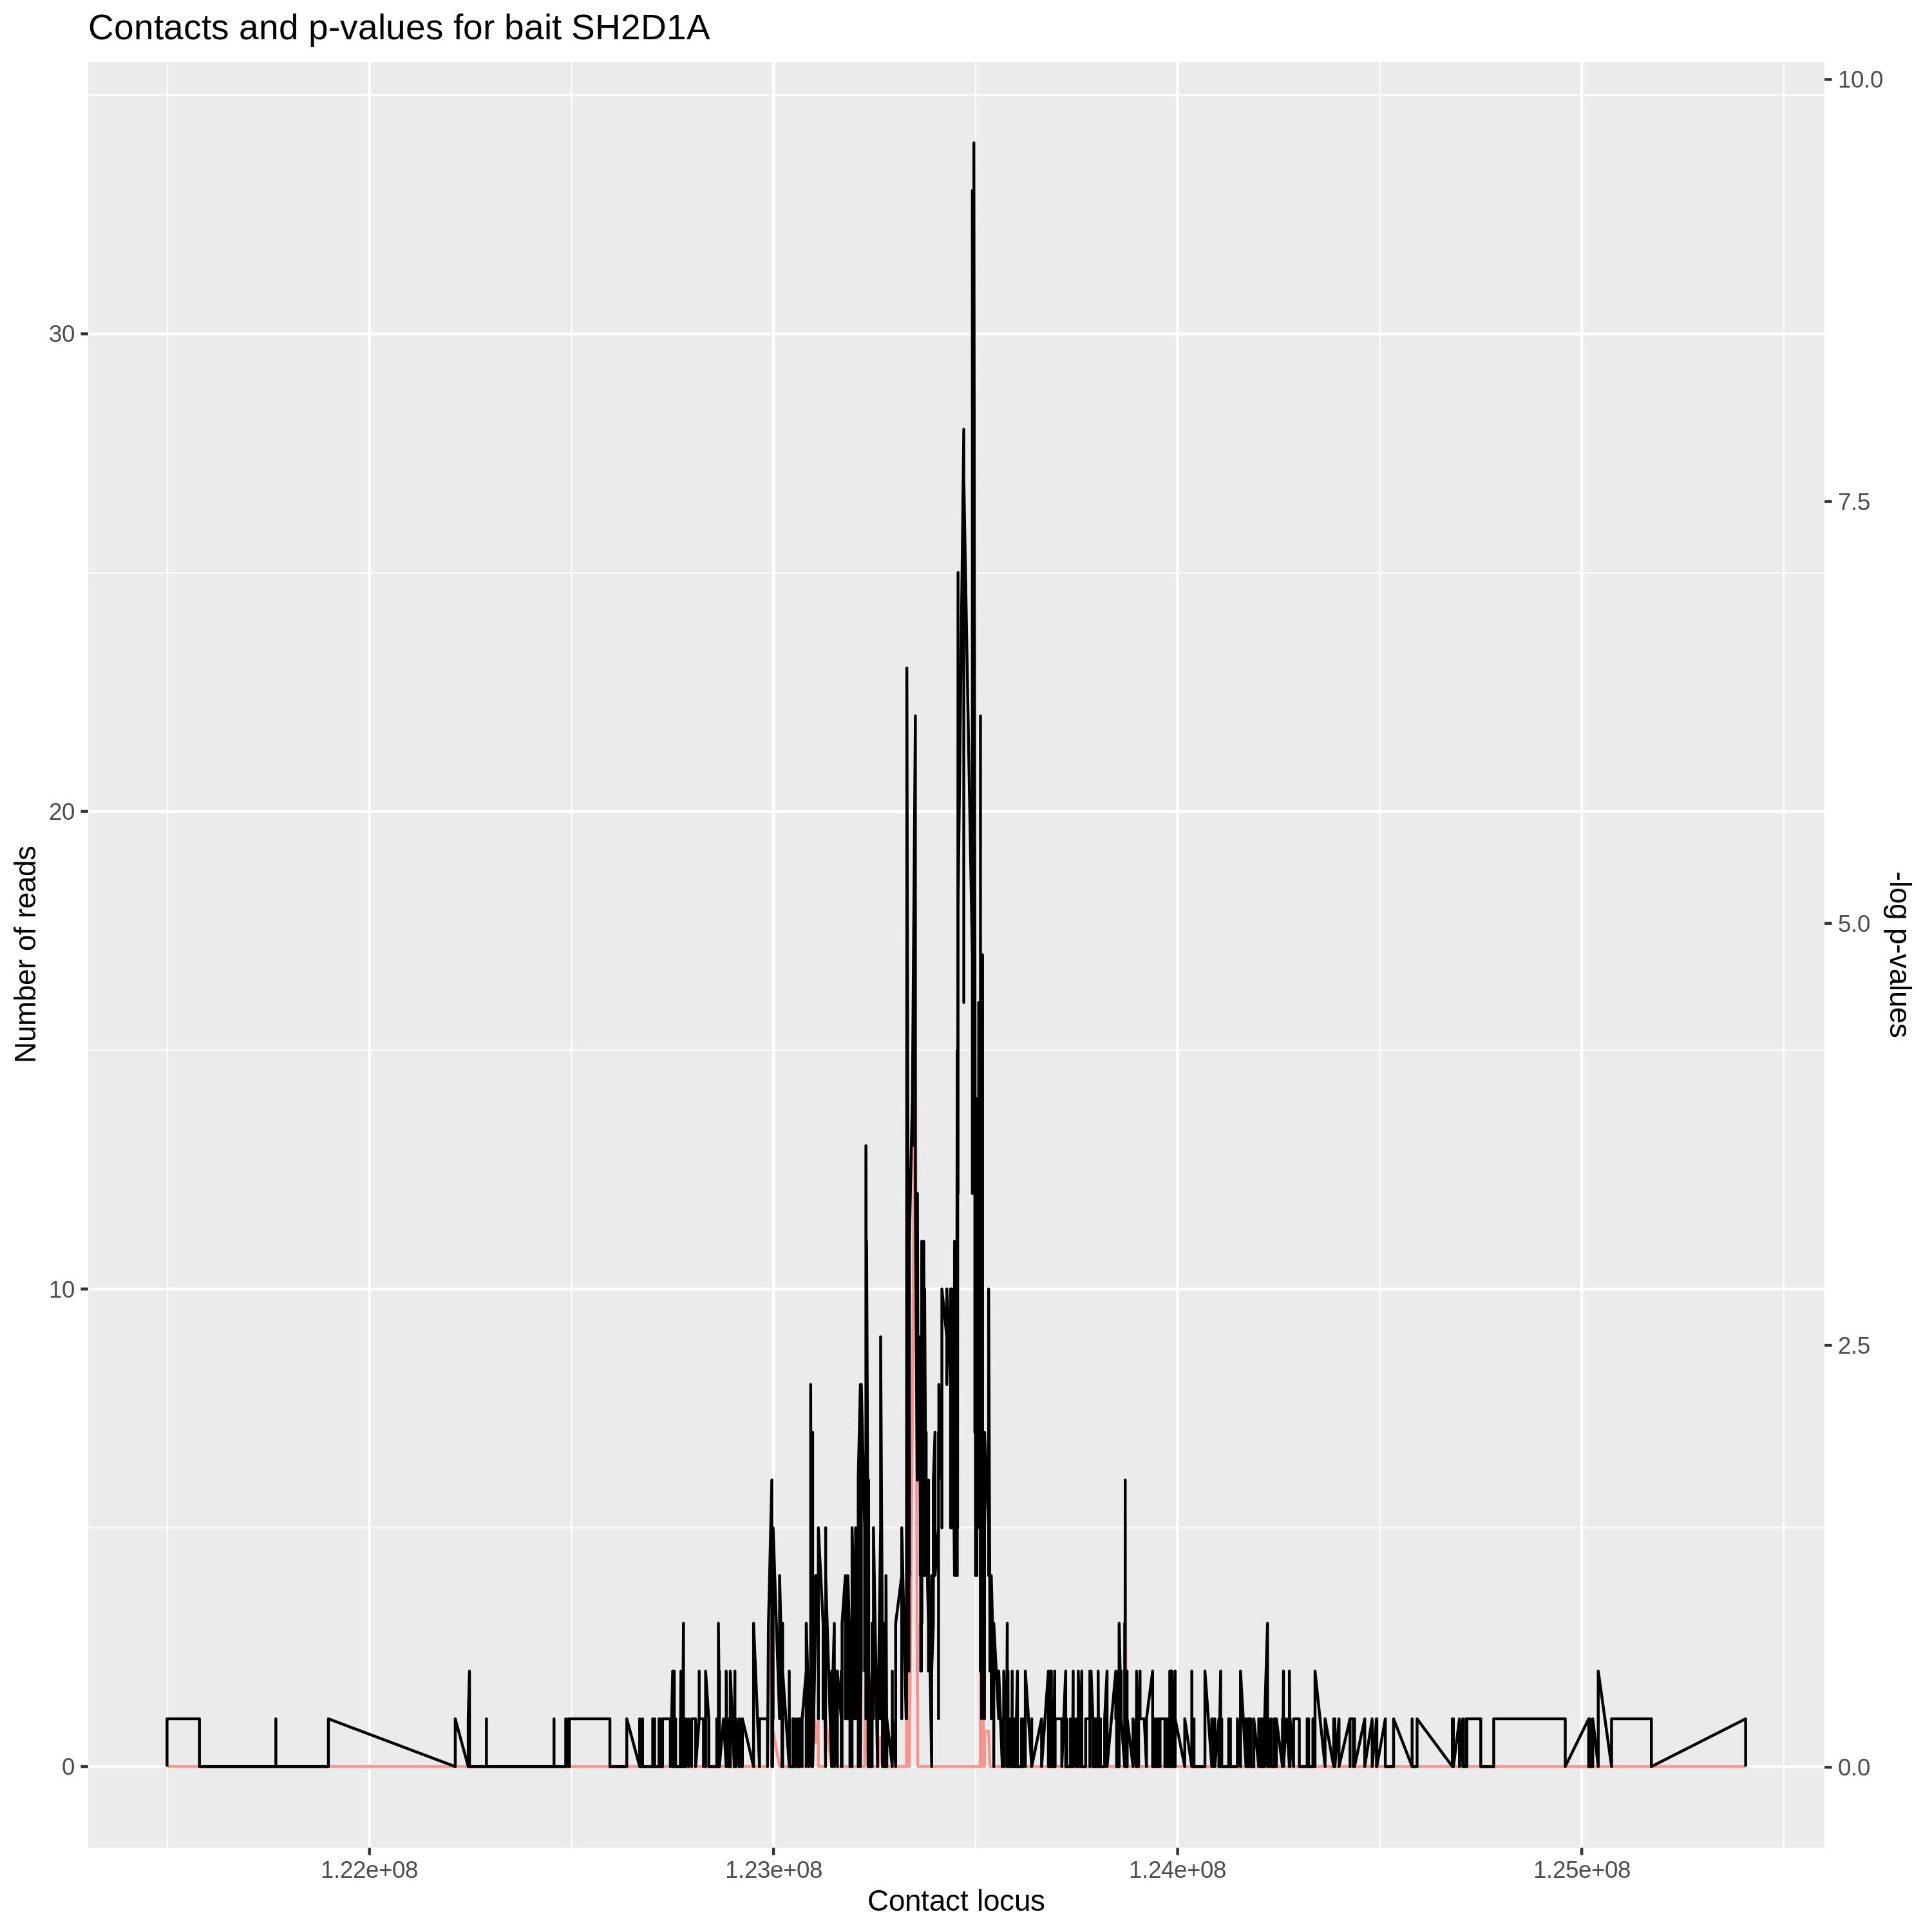 Contacts and p-values for bait SH2D1A
Number of reads
30
20
10
0
10.0
7.5
5.0
2.5
0.0
-log p-values
1.22e+08
1.23e+08
1.24e+08
1.25e+08
Contact locus